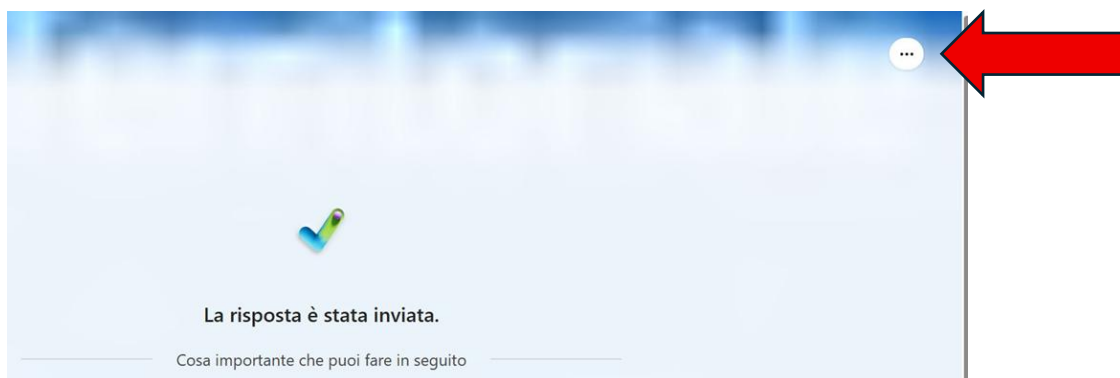 La risposta è stata inviata.
Cosa importante che puoi fare in seguito